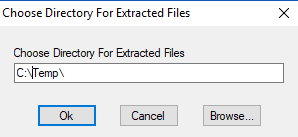 Choose Directory For Extracted Files
Choose Directory For Extracted Files
C:\Temp\
Ok Cancel Browse...